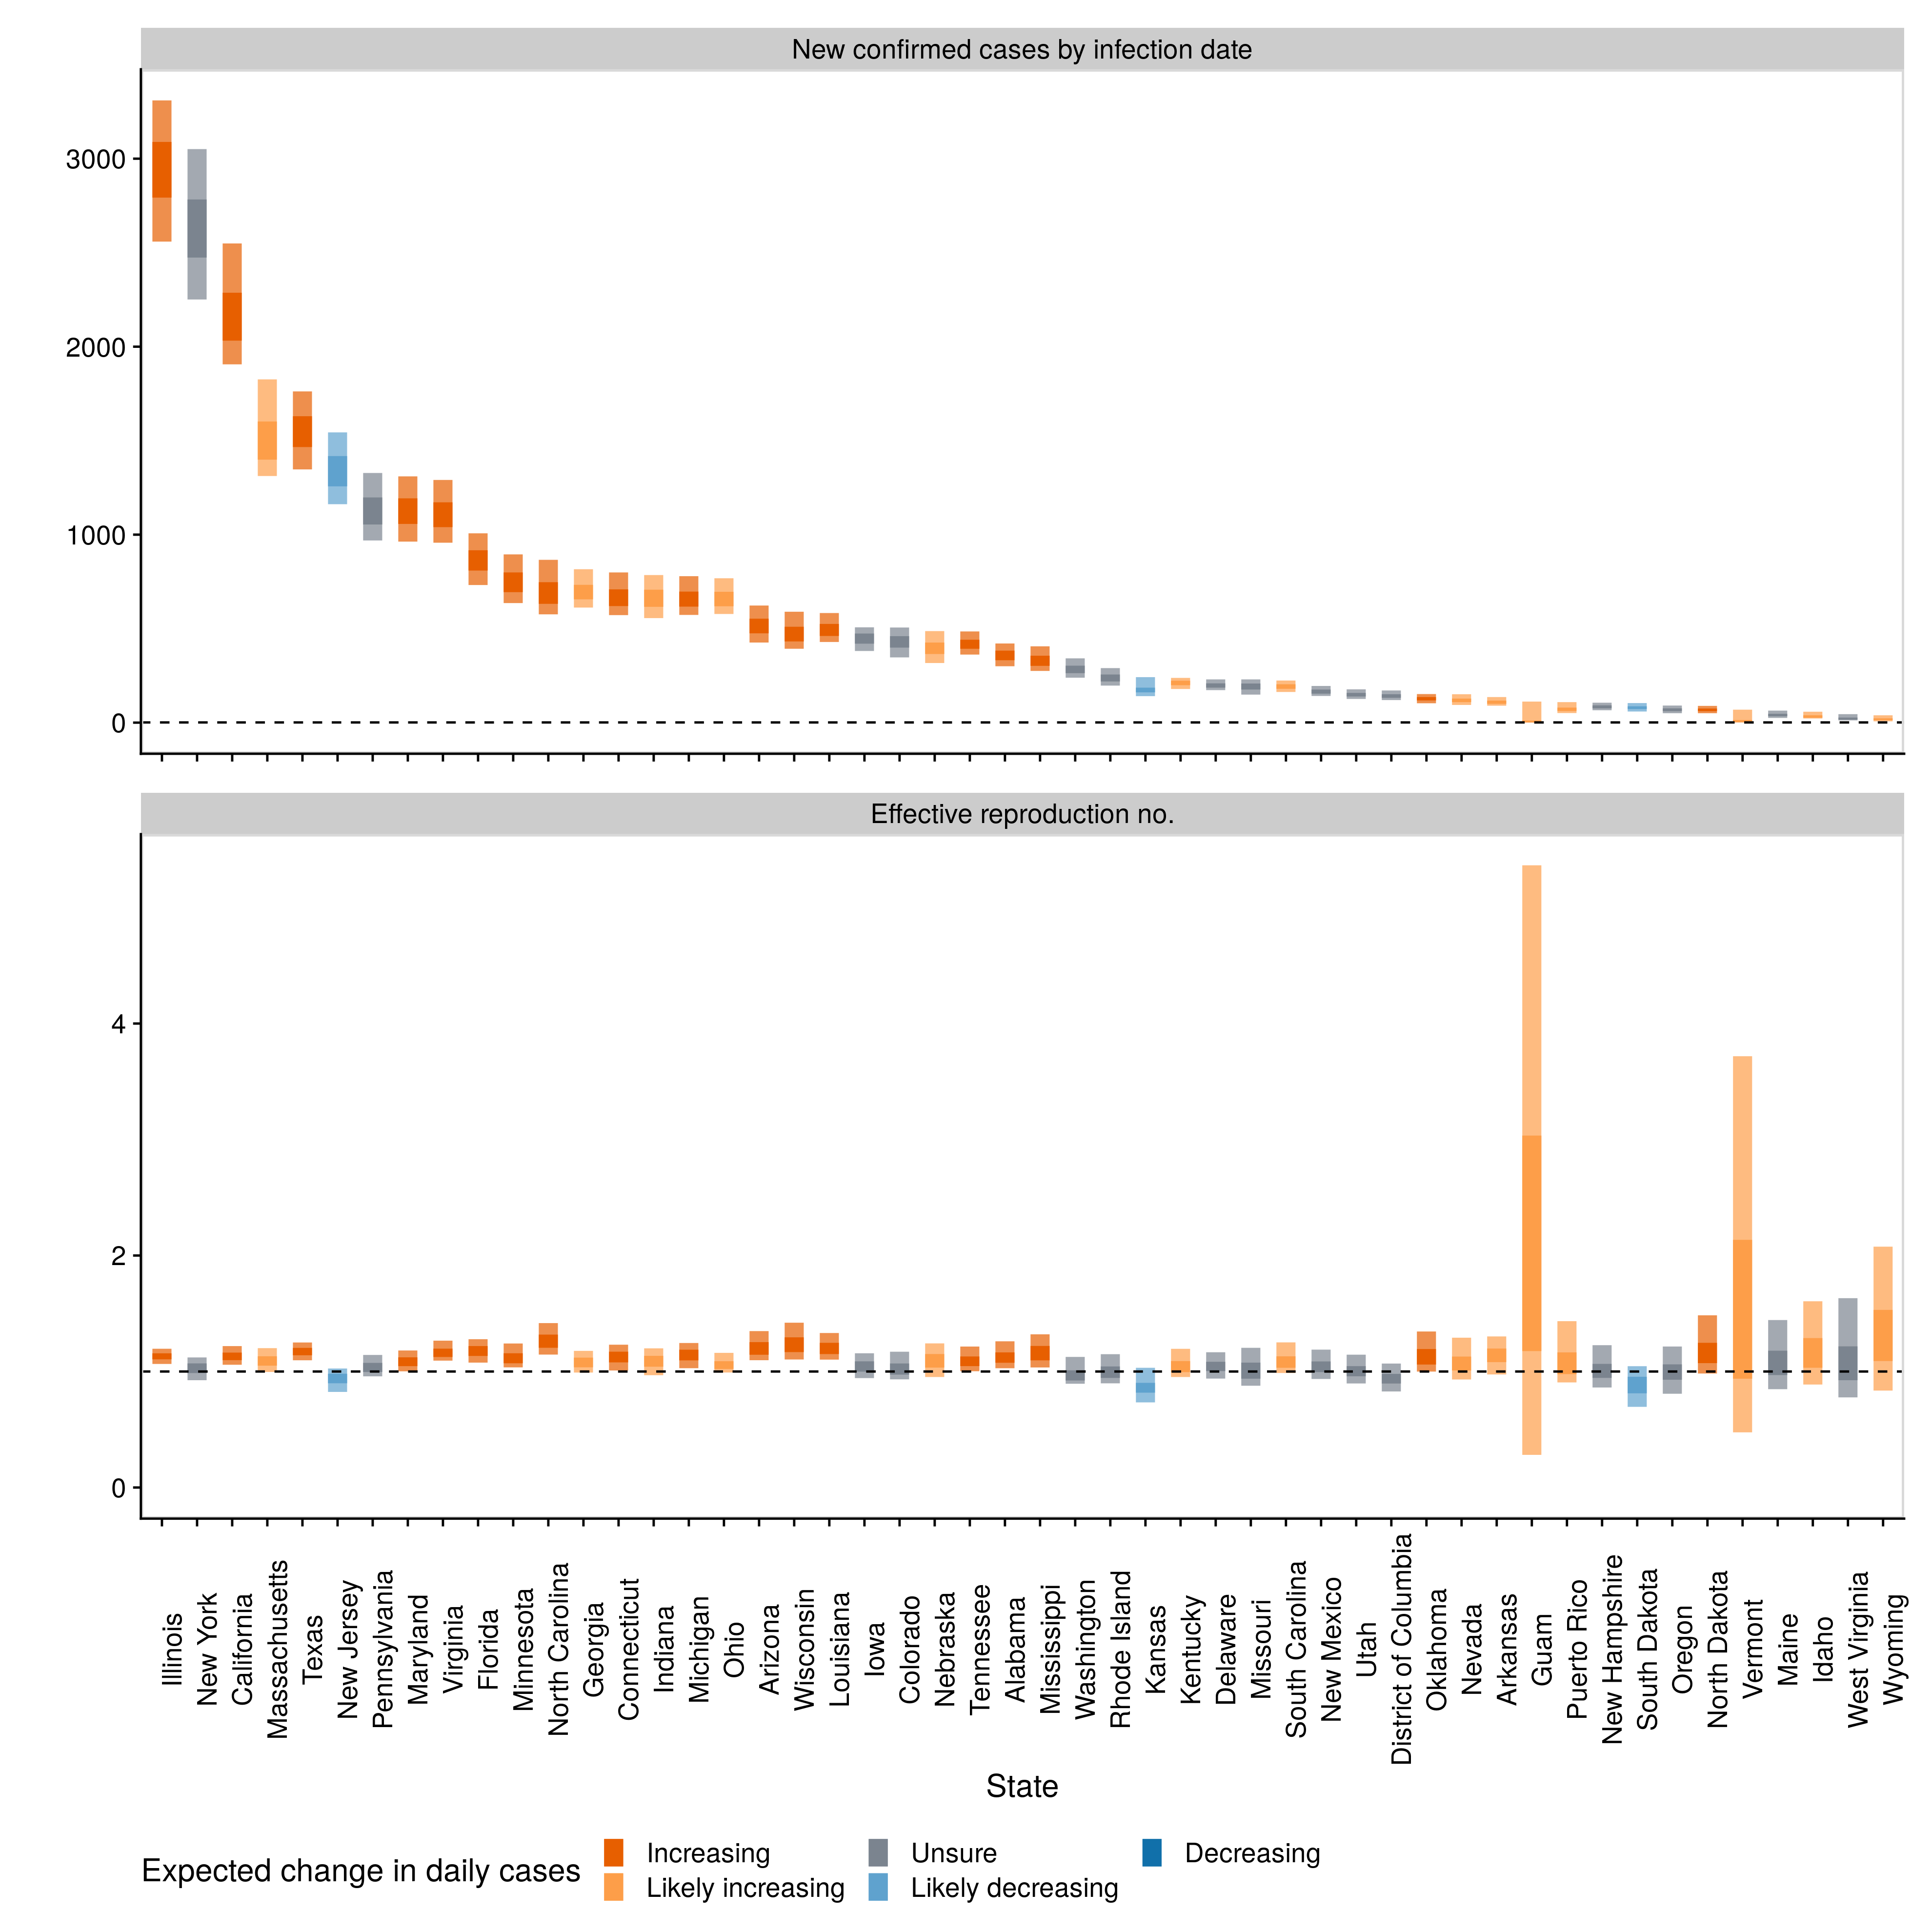 New confirmed cases by infection date
3000
2000
1000
0
Effective reproduction no.
4
2
0
Illinois
New York
California
Massachusetts
Texas
New Jersey
Pennsylvania
Maryland
Virginia
Florida
Minnesota
North Carolina
Georgia
Connecticut
Indiana
Michigan
Ohio
Arizona
Wisconsin
Louisiana
Iowa
Colorado
Nebraska
Tennessee
Alabama
Mississippi
Washington
Rhode Island
Kansas
Kentucky
Delaware
Missouri
South Carolina
New Mexico
Utah
District of Columbia
Oklahoma
Nevada
Arkansas
Guam
Puerto Rico
New Hampshire
South Dakota
Oregon
North Dakota
Vermont
Maine
Idaho
West Virginia
Wyoming
State
Expected change in daily cases
Increasing
Likely increasing
Unsure
Likely decreasing
Decreasing